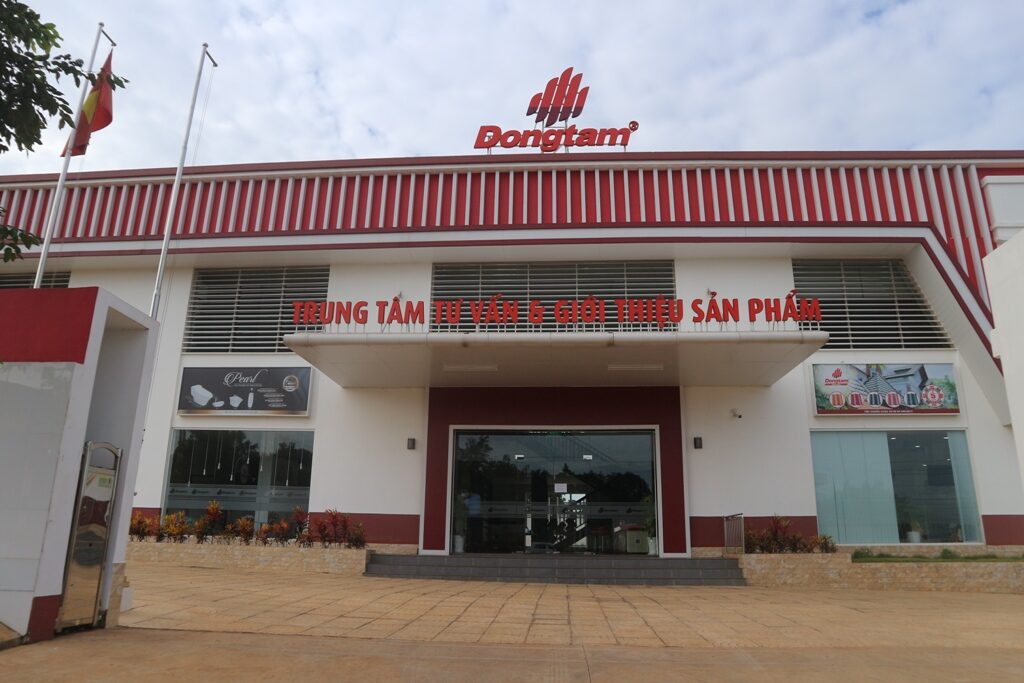 Dongtam
TRUNG TÂM TƯ VẤN & GIỚI THIỆU SẢN PHẨM
Pearl
Dongtam